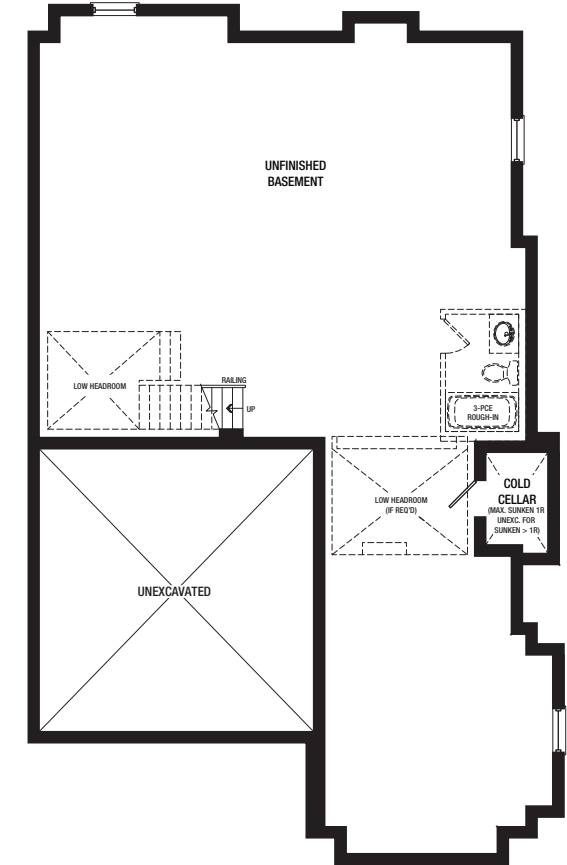 UNFINISHED
BASEMENT
LOW HEADROOM
RAILING
UP
3-PCE
ROUGH-IN
LOW HEADROOM
(IF REQ'D)
COLD
CELLAR
(MAX. SUNKEN 1R
UNEXC. FOR
SUNKEN > 1R)
UNEXCAVATED